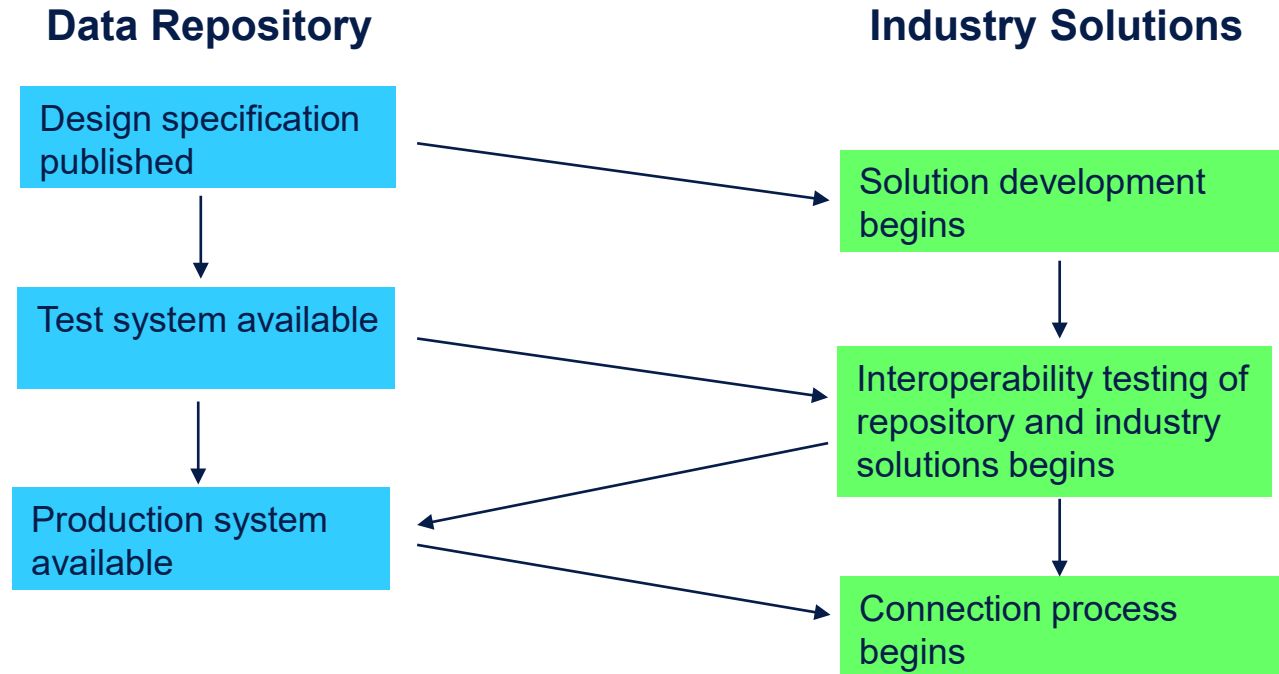 Data Repository
Industry Solutions
Design specification
published
Solution development
begins
Test system available
Interoperability testing of
repository and industry
solutions begins
Production system
available
Connection process
begins